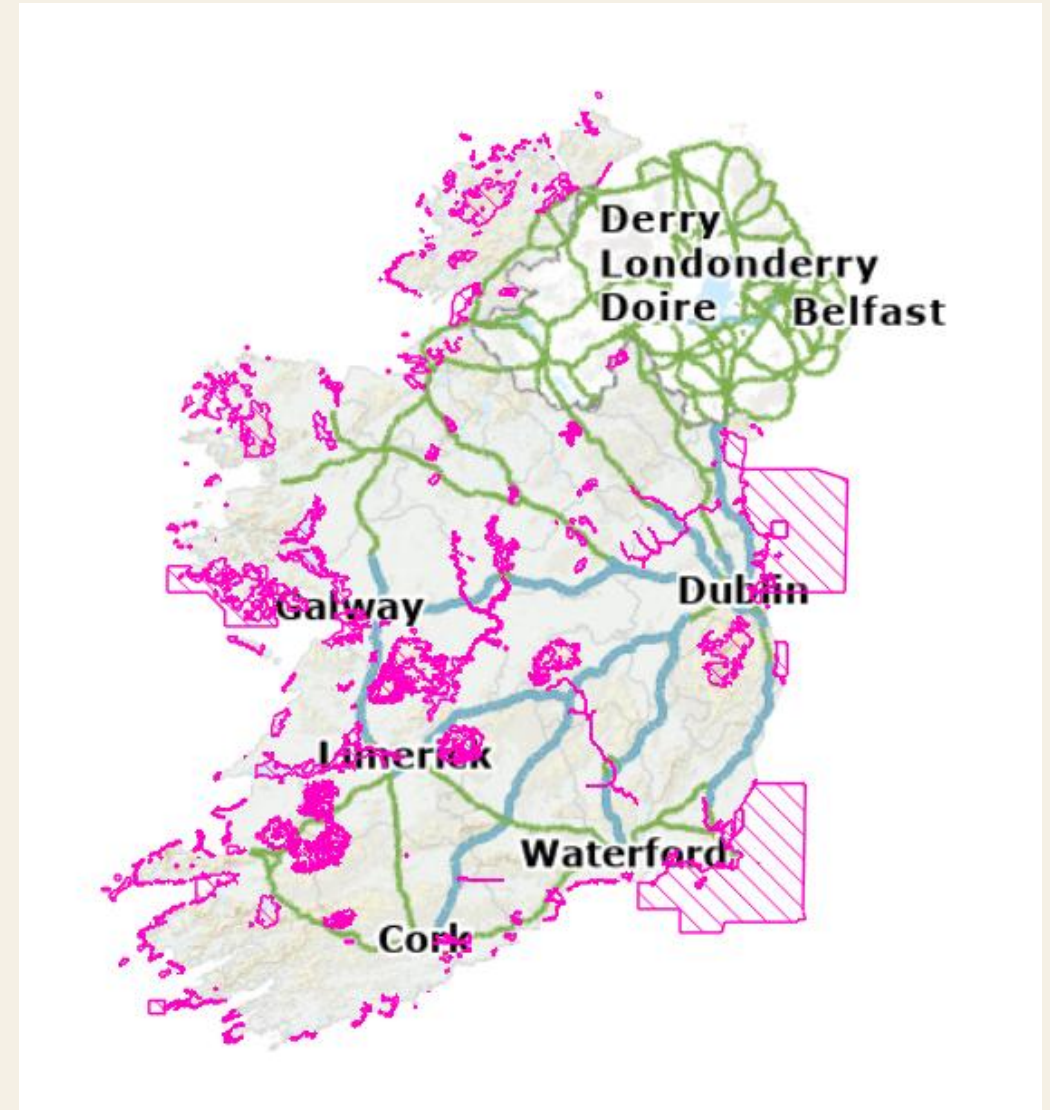 Derry
Londonderry
Doire
Belfast
Dublin
Galway
Limerick
Waterford
Cork